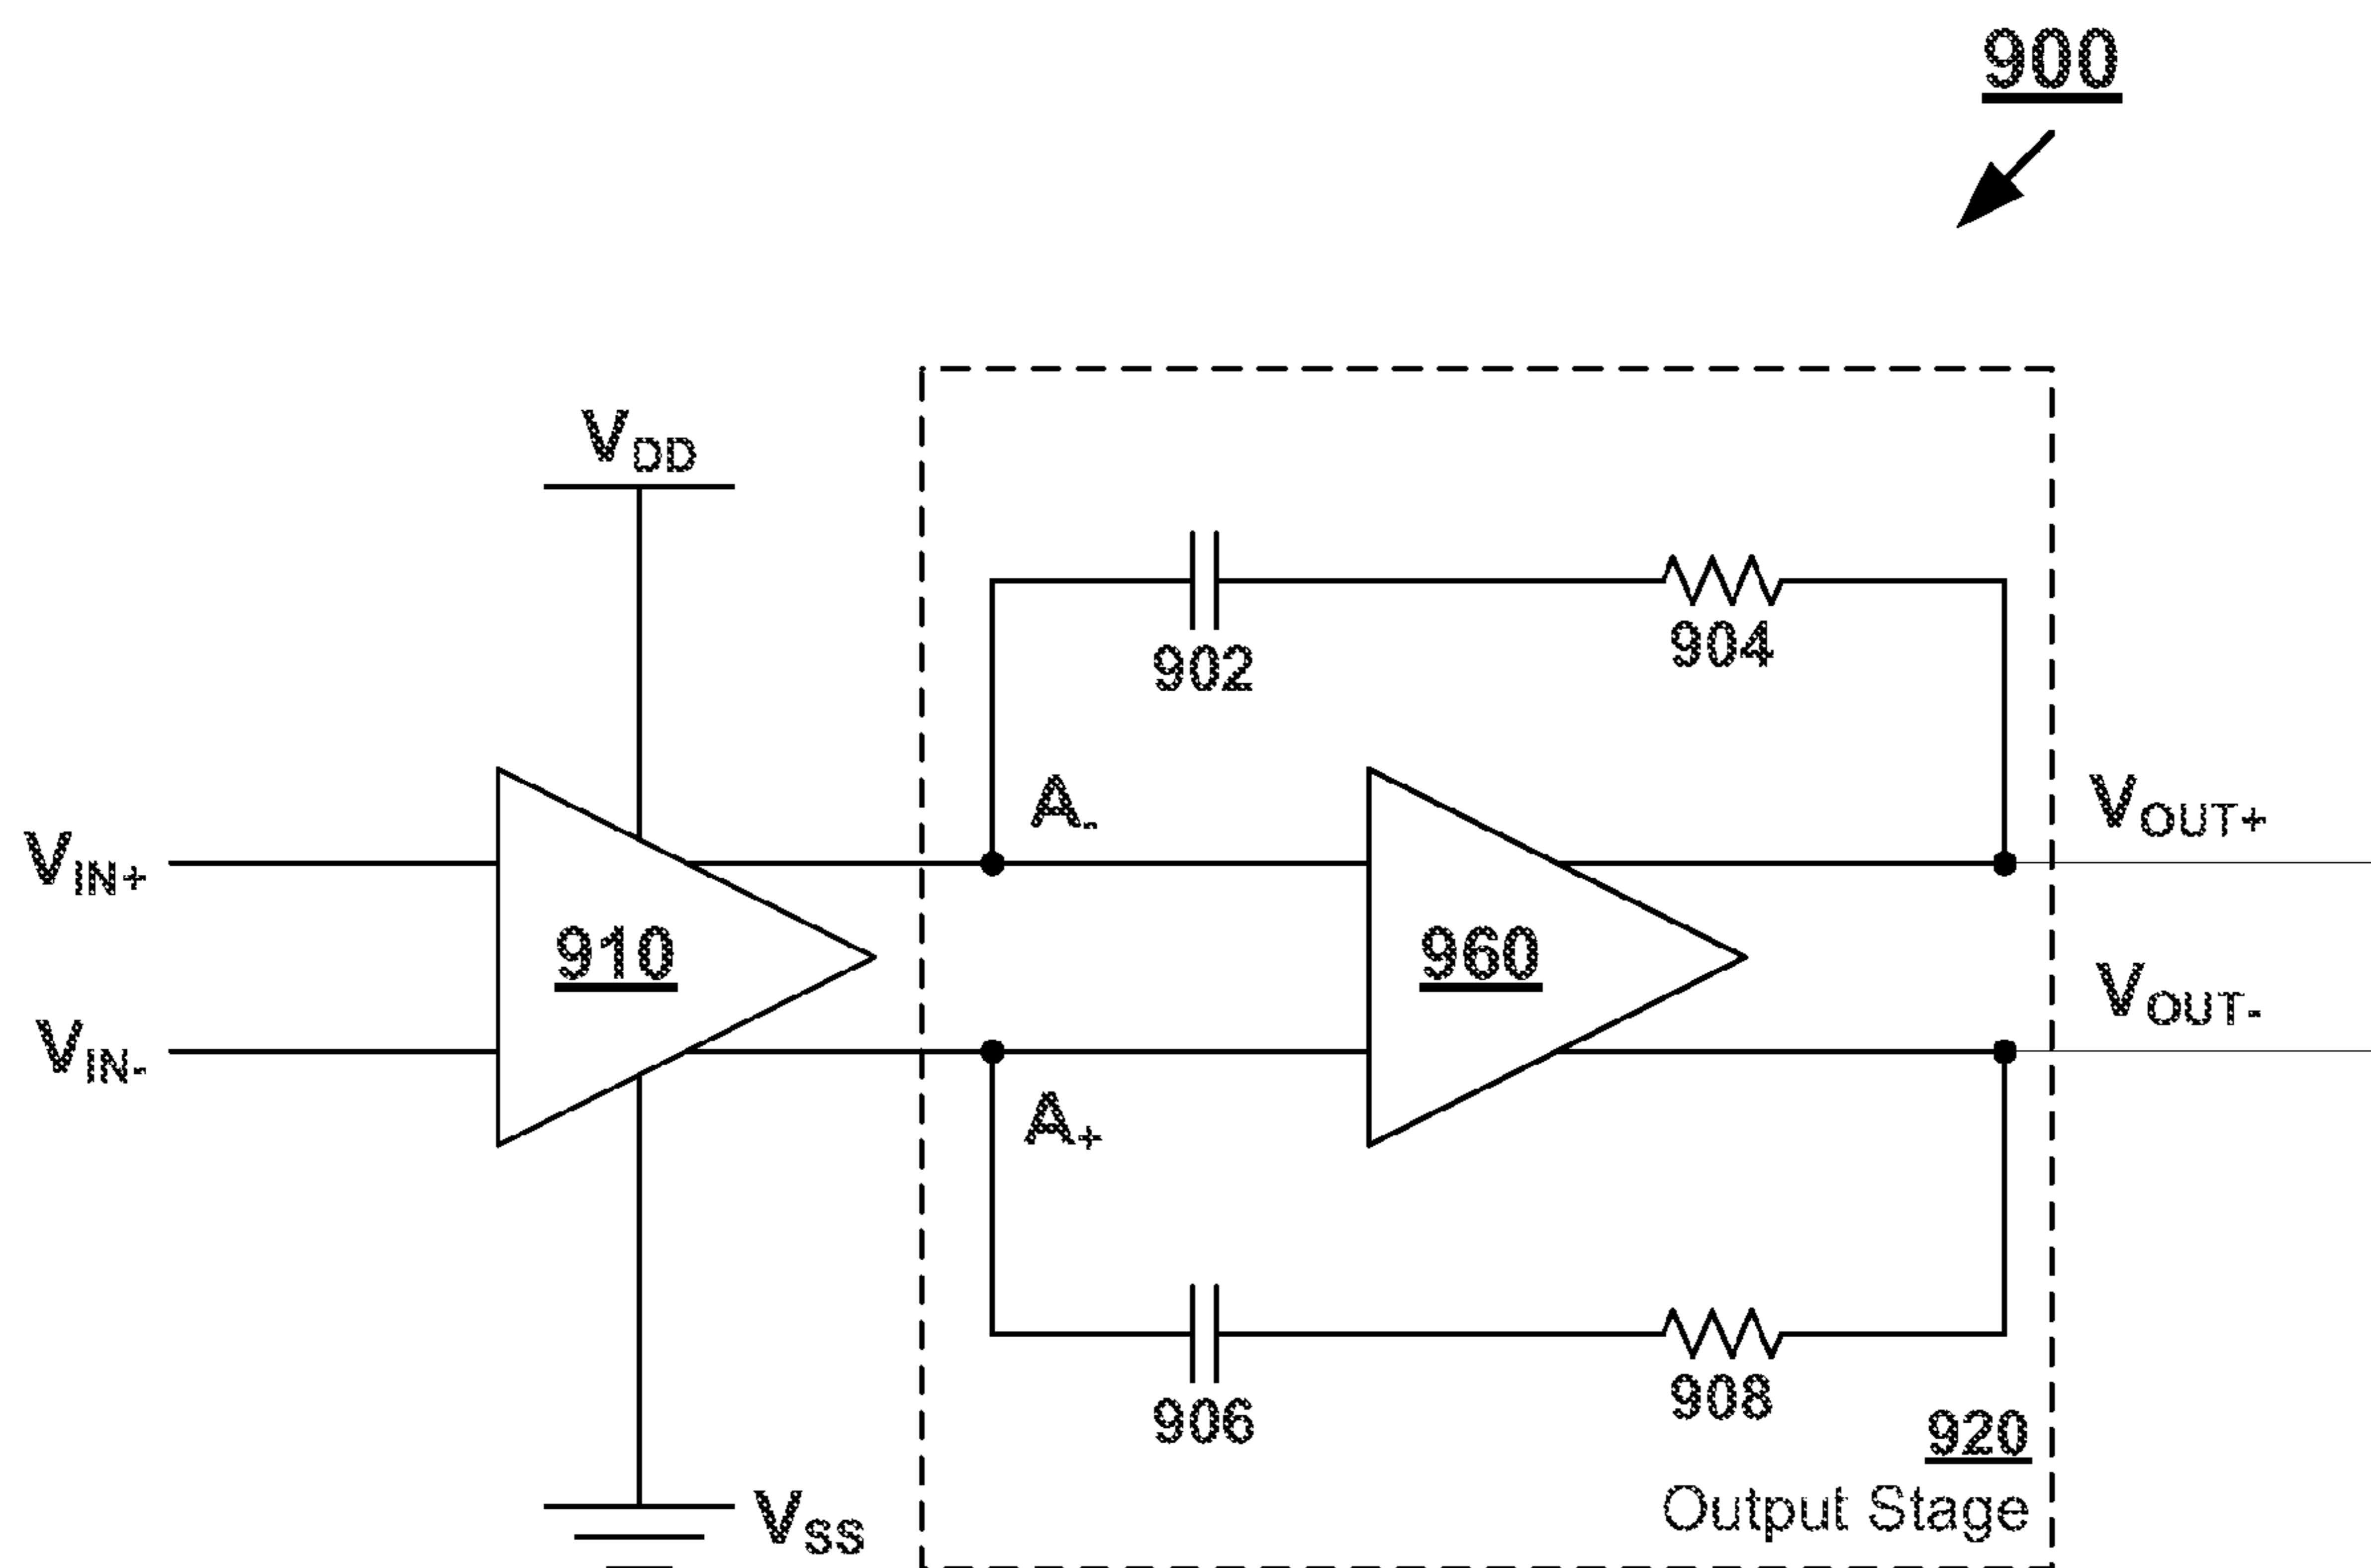 900
VDD
902
904
A-
VOUT+
VIN+
910
960
VOUT-
VIN-
A+
906
908
920
Output Stage
VSS